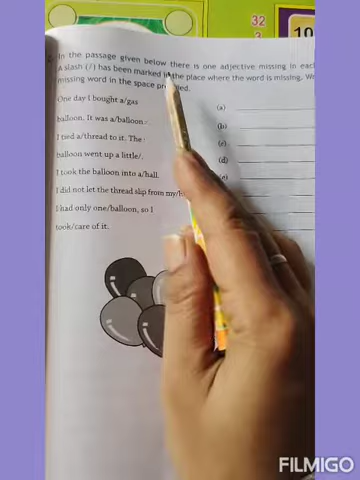 32
3
10
In the passage given below there is one adjective missing in each
A slash (/) has been marked in the place where the word is missing.
missing word in the space
One day I bought a/gas
(a)
balloon. It was a/balloon.
(b)
I tied a/thread to it. The
(c)
balloon went up a little/.
(d)
I took the balloon into a/hall.
(e)
I did not let the thread slip from my/
I had only one/balloon, so I
took/care of it.
FILMIGO